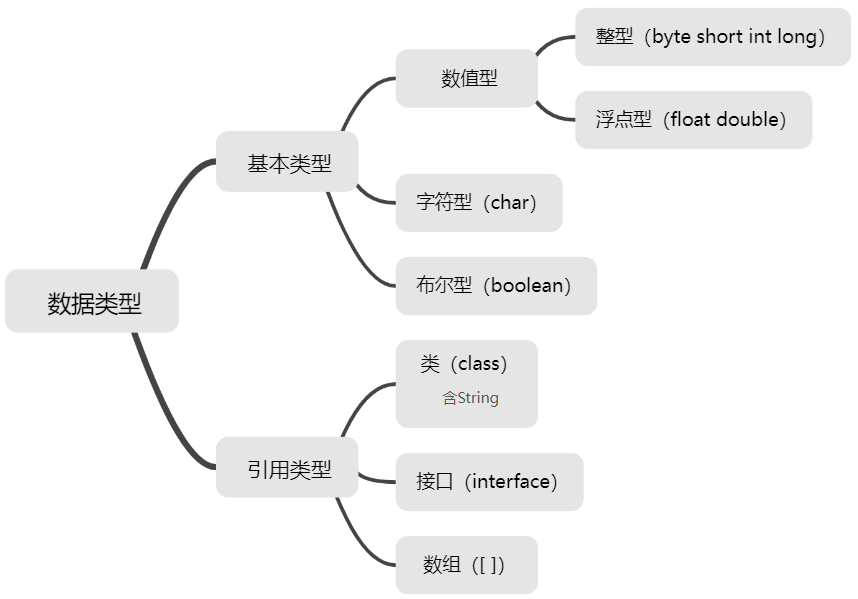 数据类型
基本类型
数值型
整型（byte short int long）
浮点型（float double）
字符型（char）
布尔型（boolean）
引用类型
类（class）
含String
接口（interface）
数组（[ ]）